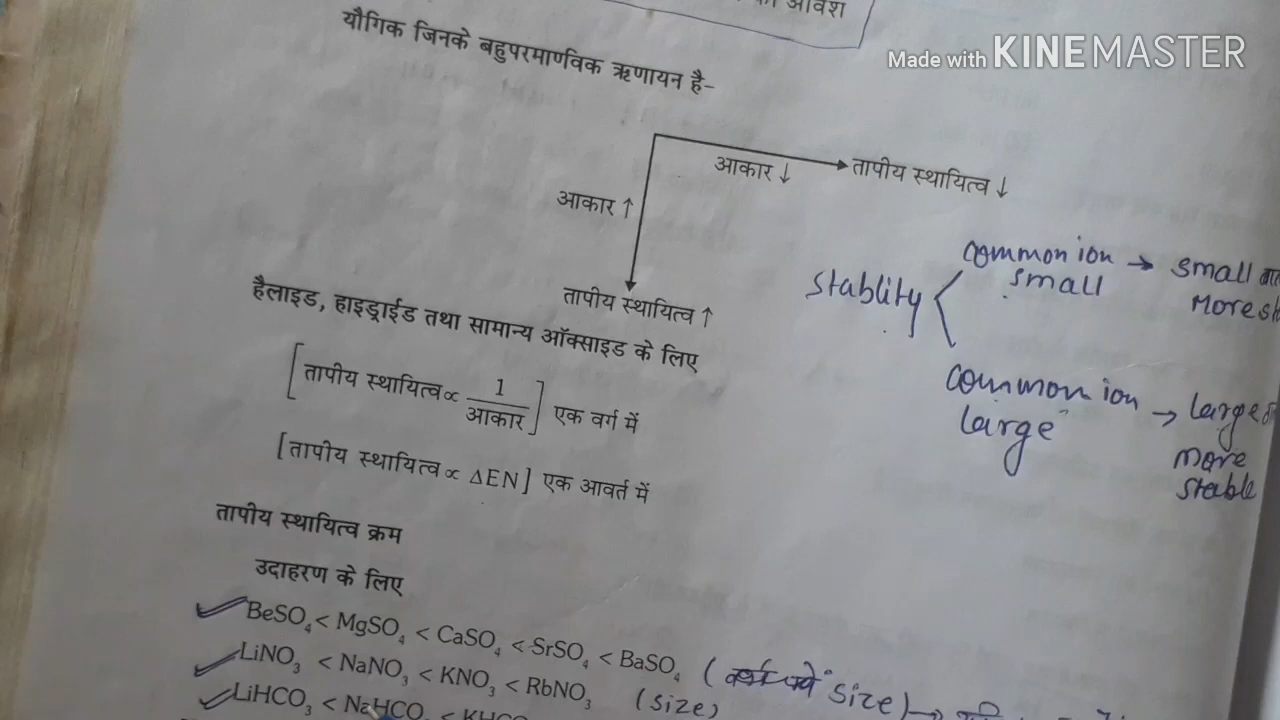 Made with KINEMASTER
यौगिक जिनके बहुपरमाणविक ऋणायन है-
आकार ↓ तापीय स्थायित्व ↓
आकार ↑
तापीय स्थायित्व ↑
stablity
common ion → small
small More
common ion → large
large more
stable
हैलाइड, हाइड्राईड तथा सामान्य ऑक्साइड के लिए
[तापीय स्थायित्व ∝ 1/आकार] एक वर्ग में
[तापीय स्थायित्व ∝ ΔEN] एक आवर्त में
तापीय स्थायित्व क्रम
उदाहरण के लिए
BeSO₄ < MgSO₄ < CaSO₄ < SrSO₄ < BaSO₄ (size) →
LiNO₃ < NaNO₃ < KNO₃ < RbNO₃ (size)
LiHCO₃ < NaHCO₃ <